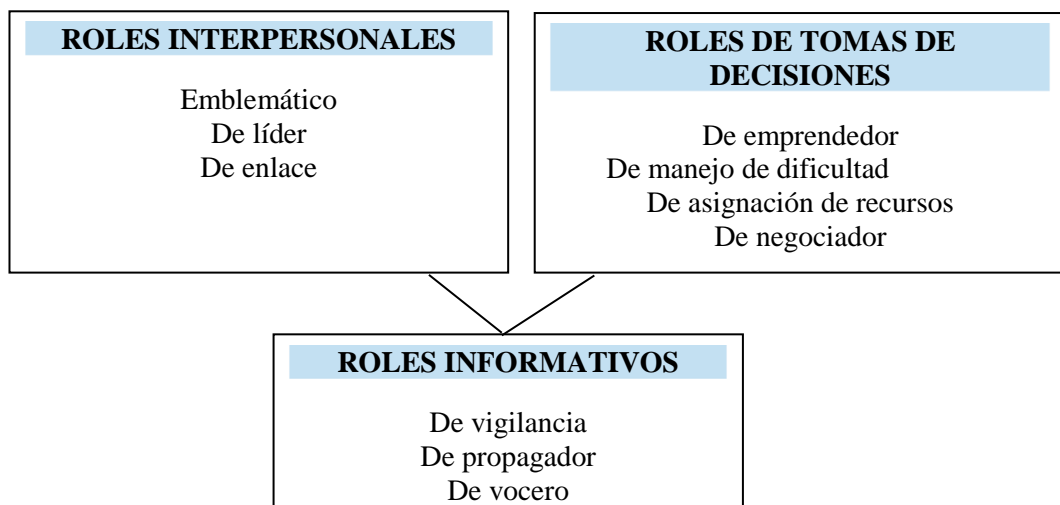 ROLES INTERPERSONALES
Emblemático
De líder
De enlace
ROLES DE TOMAS DE
DECISIONES
De emprendedor
De manejo de dificultad
De asignación de recursos
De negociador
ROLES INFORMATIVOS
De vigilancia
De propagador
De vocero